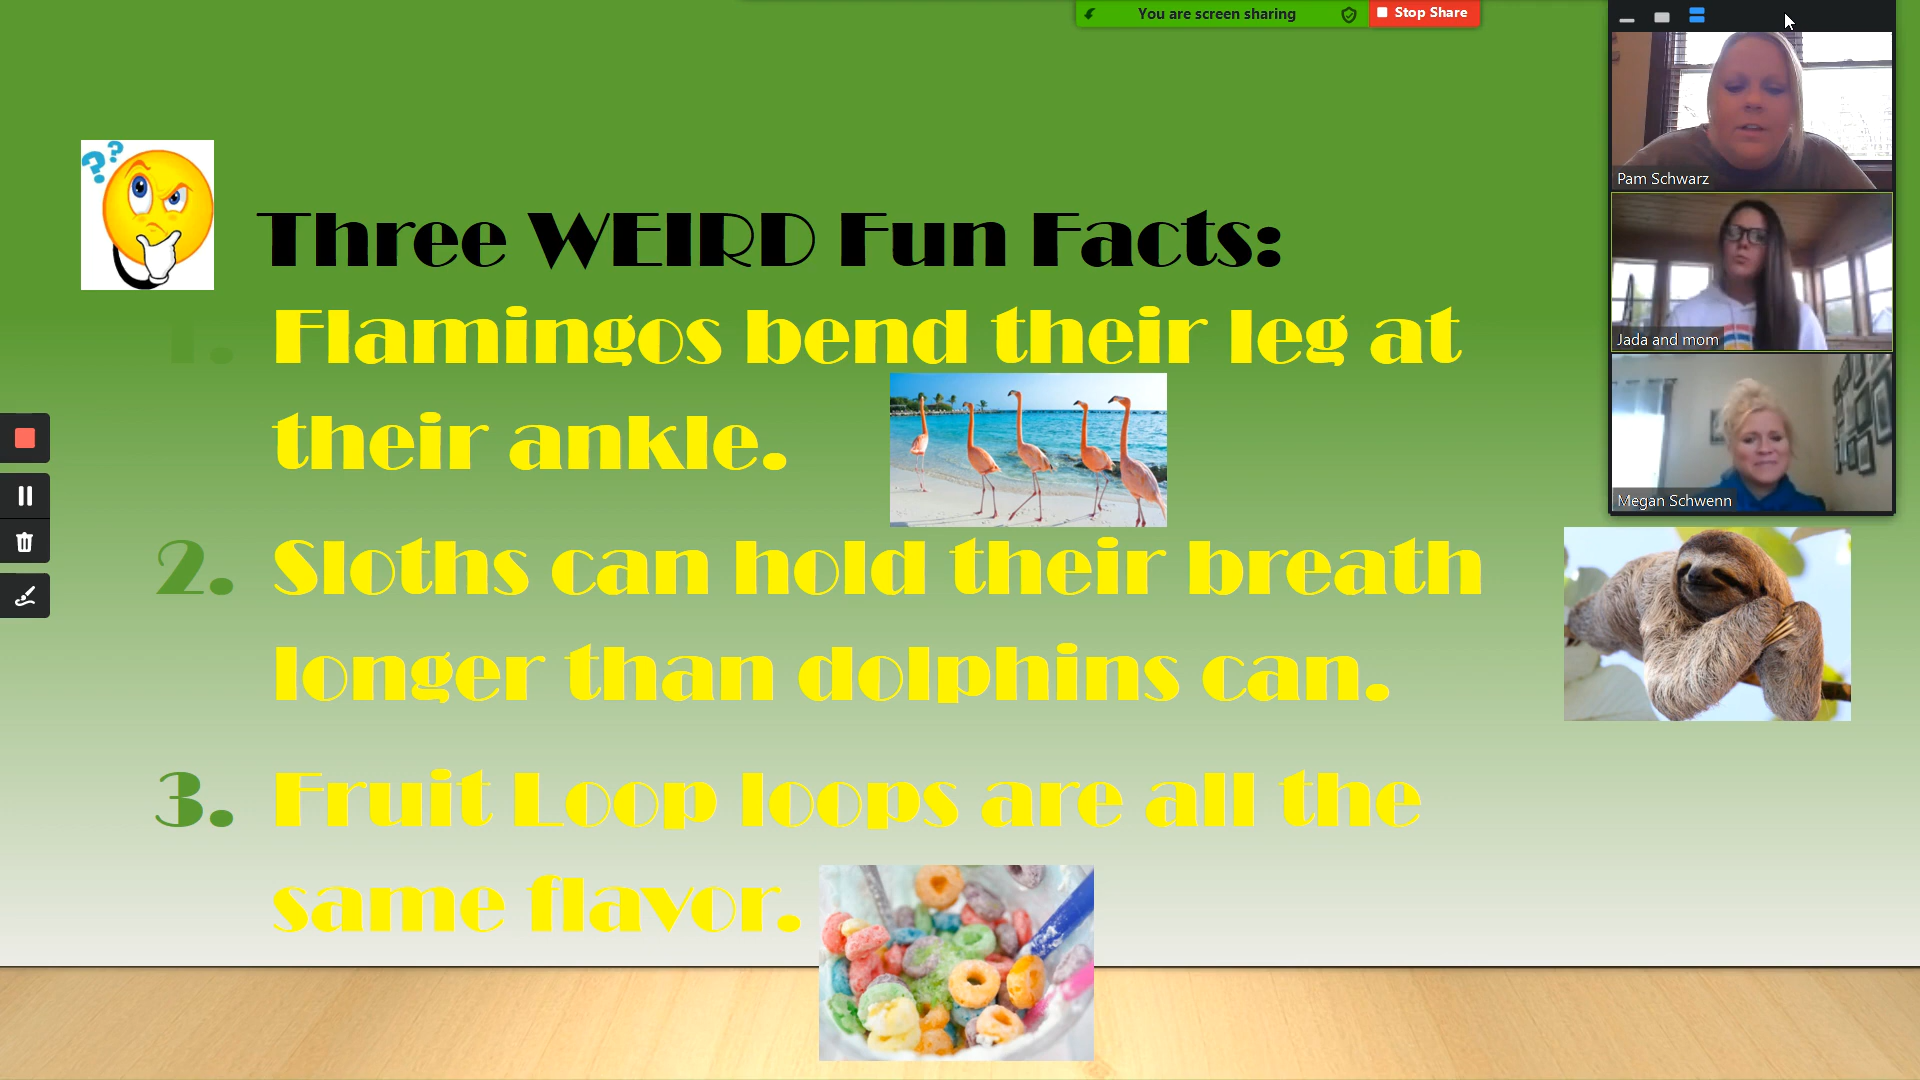 You are screen sharing
Stop Share
Pam Schwarz
Jada and mom
Megan Schwenn
??
Three WEIRD Fun Facts:
1. Flamingos bend their leg at
their ankle.
2. Sloths can hold their breath
longer than dolphins can.
3. Fruit Loop loops are all the
same flavor.